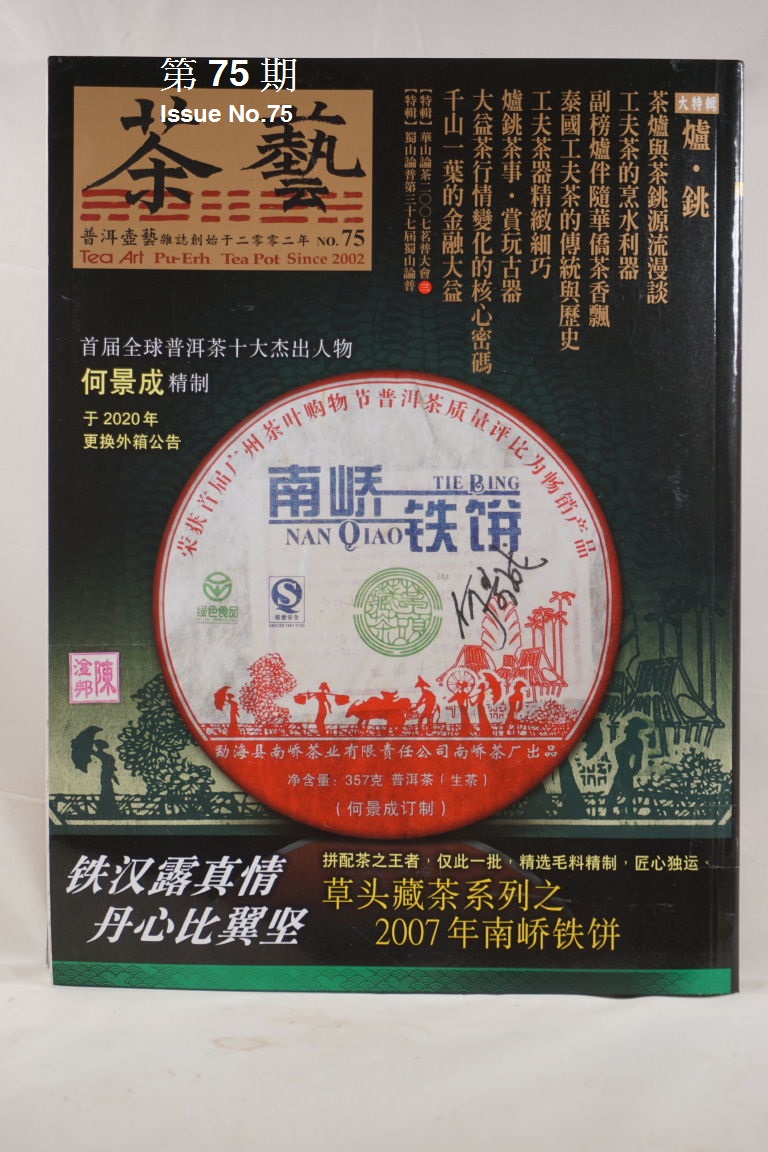 第 75 期
Issue No.75
茶藝
普洱壺藝雜誌創始于二零零二年 NO.75
Tea Art Pu-Erh Tea Pot Since 2002
大特輯
爐·銚
茶爐與茶銚源流漫談
工夫茶的烹水利器
副榜爐伴隨華僑茶香飄
泰國工夫茶的傳統與歷史
工夫茶器精緻細巧
爐銚茶事·賞玩古器
大益茶行情變化的核心密碼
千山一葉的金融大益
【特輯】華山論茶二〇〇七茗普大會 三
【特輯】蜀山論普第三十七屆蜀山論普
首届全球普洱茶十大杰出人物
何景成精制
于 2020 年
更换外箱公告
荣获首届广州茶叶购物节普洱茶质量评比为畅销产品
南峤 TIE BING
NAN QIAO 铁饼
绿色食品
QS
质量安全
TM
草頭藏茶
陳淦邦
勐海县南峤茶业有限责任公司南峤茶厂出品
净含量：357克 普洱茶（生茶）
（何景成订制）
铁汉露真情
丹心比翼坚
拼配茶之王者，仅此一批，精选毛料精制，匠心独运。
草头藏茶系列之
2007 年南峤铁饼